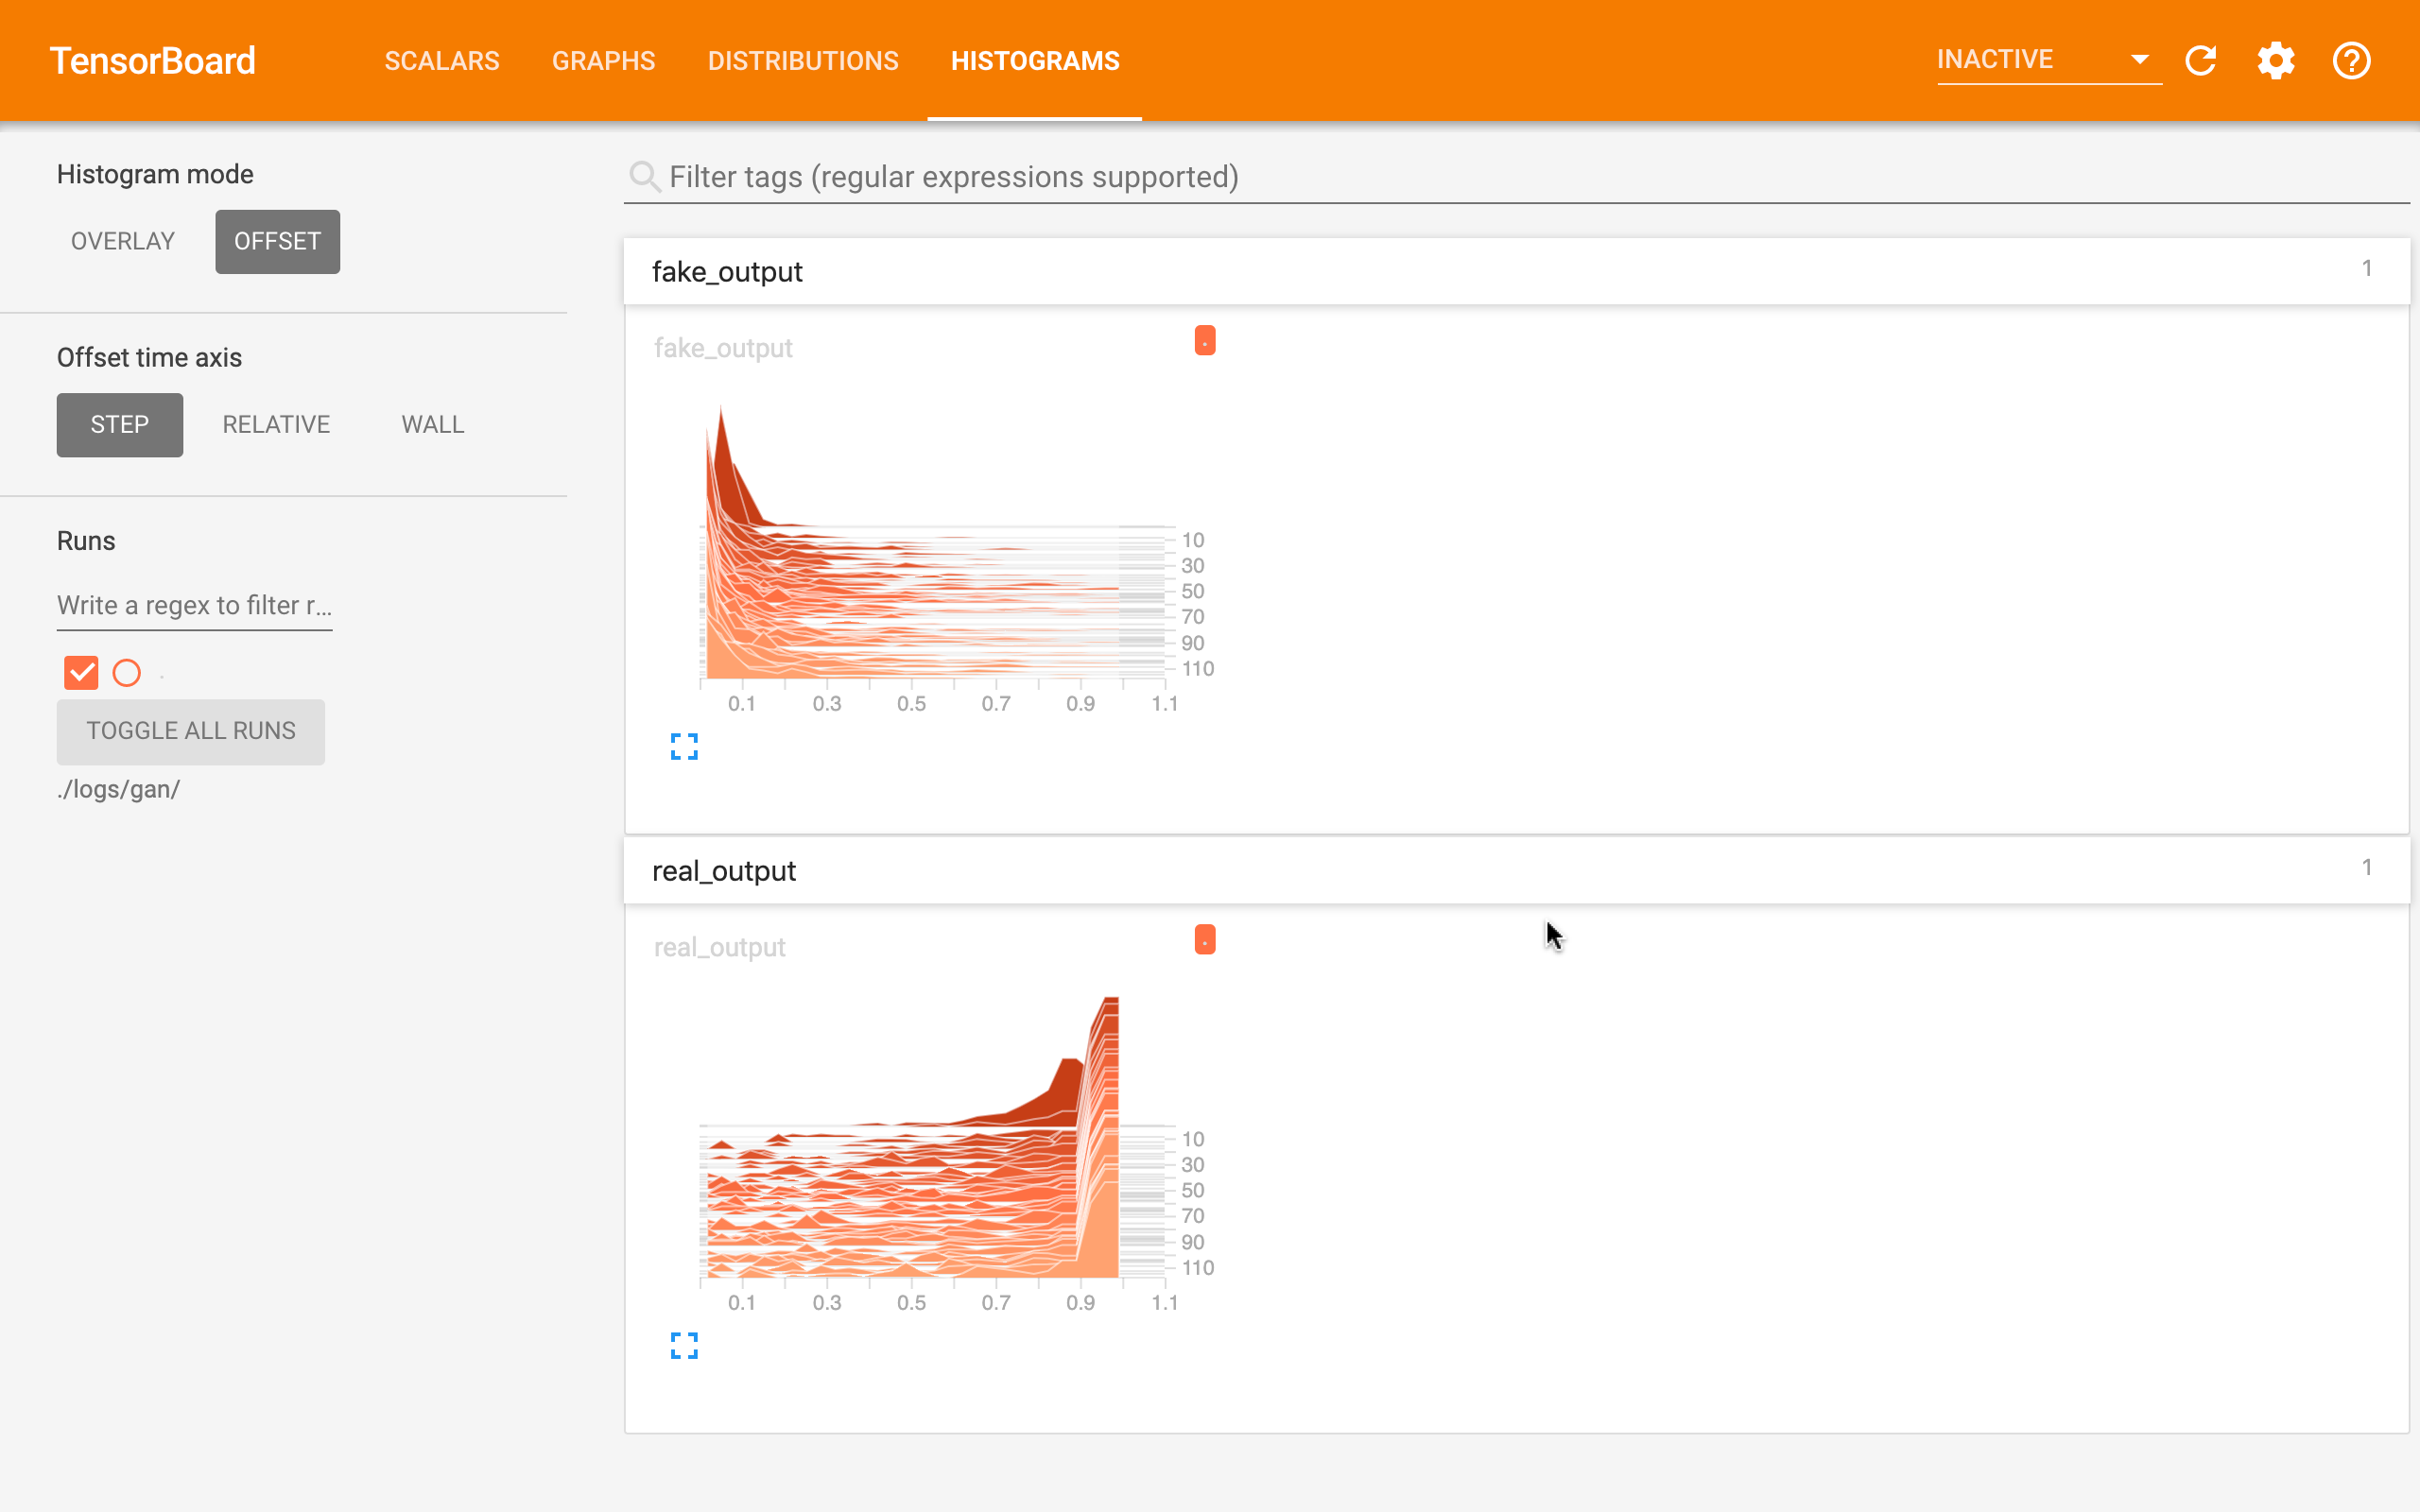 TensorBoard SCALARS GRAPHS DISTRIBUTIONS HISTOGRAMS INACTIVE
Histogram mode
OVERLAY OFFSET
Offset time axis
STEP RELATIVE WALL
Runs
Write a regex to filter r...
.
TOGGLE ALL RUNS
./logs/gan/
Filter tags (regular expressions supported)
fake_output 1
fake_output .
10
30
50
70
90
110
0.1 0.3 0.5 0.7 0.9 1.1
real_output 1
real_output .
10
30
50
70
90
110
0.1 0.3 0.5 0.7 0.9 1.1